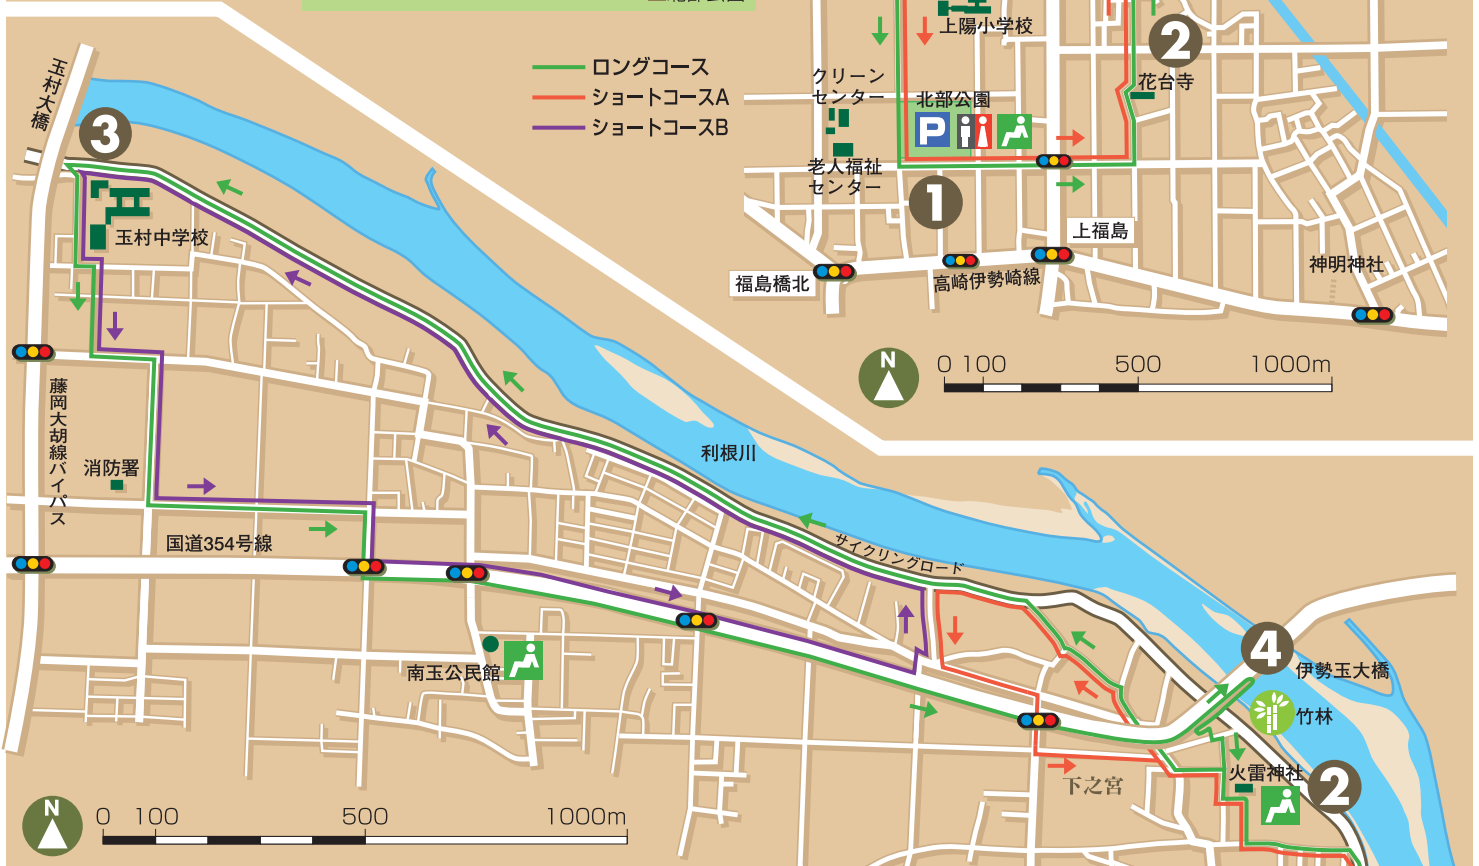 ロングコース
ショートコースA
ショートコースB
上陽小学校
2
クリーン
センター
花台寺
北部公園
P
老人福祉
センター
1
上福島
福島橋北
高崎伊勢崎線
神明神社
N
0 100 500 1000m
玉村大橋
3
玉村中学校
藤岡大胡線バイパス
消防署
国道354号線
利根川
サイクリングロード
南玉公民館
4
伊勢玉大橋
竹林
火雷神社
2
下之宮
N
0 100 500 1000m